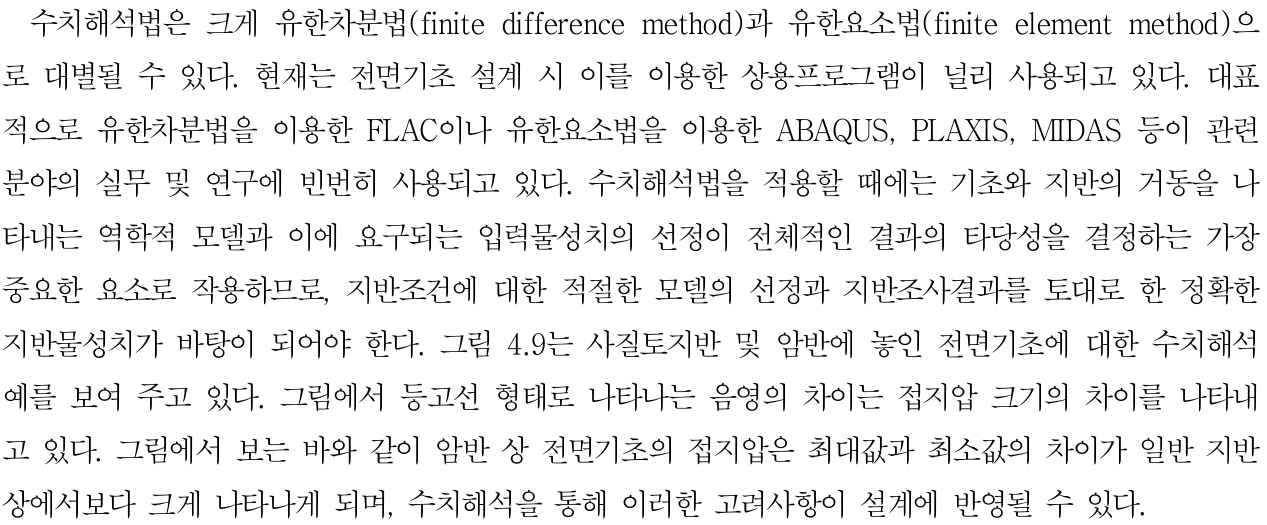 수치해석법은 크게 유한차분법(finite difference method)과 유한요소법(finite element method)으
로 대별될 수 있다. 현재는 전면기초 설계 시 이를 이용한 상용프로그램이 널리 사용되고 있다. 대표
적으로 유한차분법을 이용한 FLAC이나 유한요소법을 이용한 ABAQUS, PLAXIS, MIDAS 등이 관련
분야의 실무 및 연구에 빈번히 사용되고 있다. 수치해석법을 적용할 때에는 기초와 지반의 거동을 나
타내는 역학적 모델과 이에 요구되는 입력물성치의 선정이 전체적인 결과의 타당성을 결정하는 가장
중요한 요소로 작용하므로, 지반조건에 대한 적절한 모델의 선정과 지반조사결과를 토대로 한 정확한
지반물성치가 바탕이 되어야 한다. 그림 4.9는 사질토지반 및 암반에 놓인 전면기초에 대한 수치해석
예를 보여 주고 있다. 그림에서 등고선 형태로 나타나는 음영의 차이는 접지압 크기의 차이를 나타내
고 있다. 그림에서 보는 바와 같이 암반 상 전면기초의 접지압은 최대값과 최소값의 차이가 일반 지반
상에서보다 크게 나타나게 되며, 수치해석을 통해 이러한 고려사항이 설계에 반영될 수 있다.